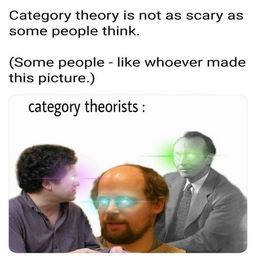 Category theory is not as scary as
some people think.
(Some people - like whoever made
this picture.)
category theorists :